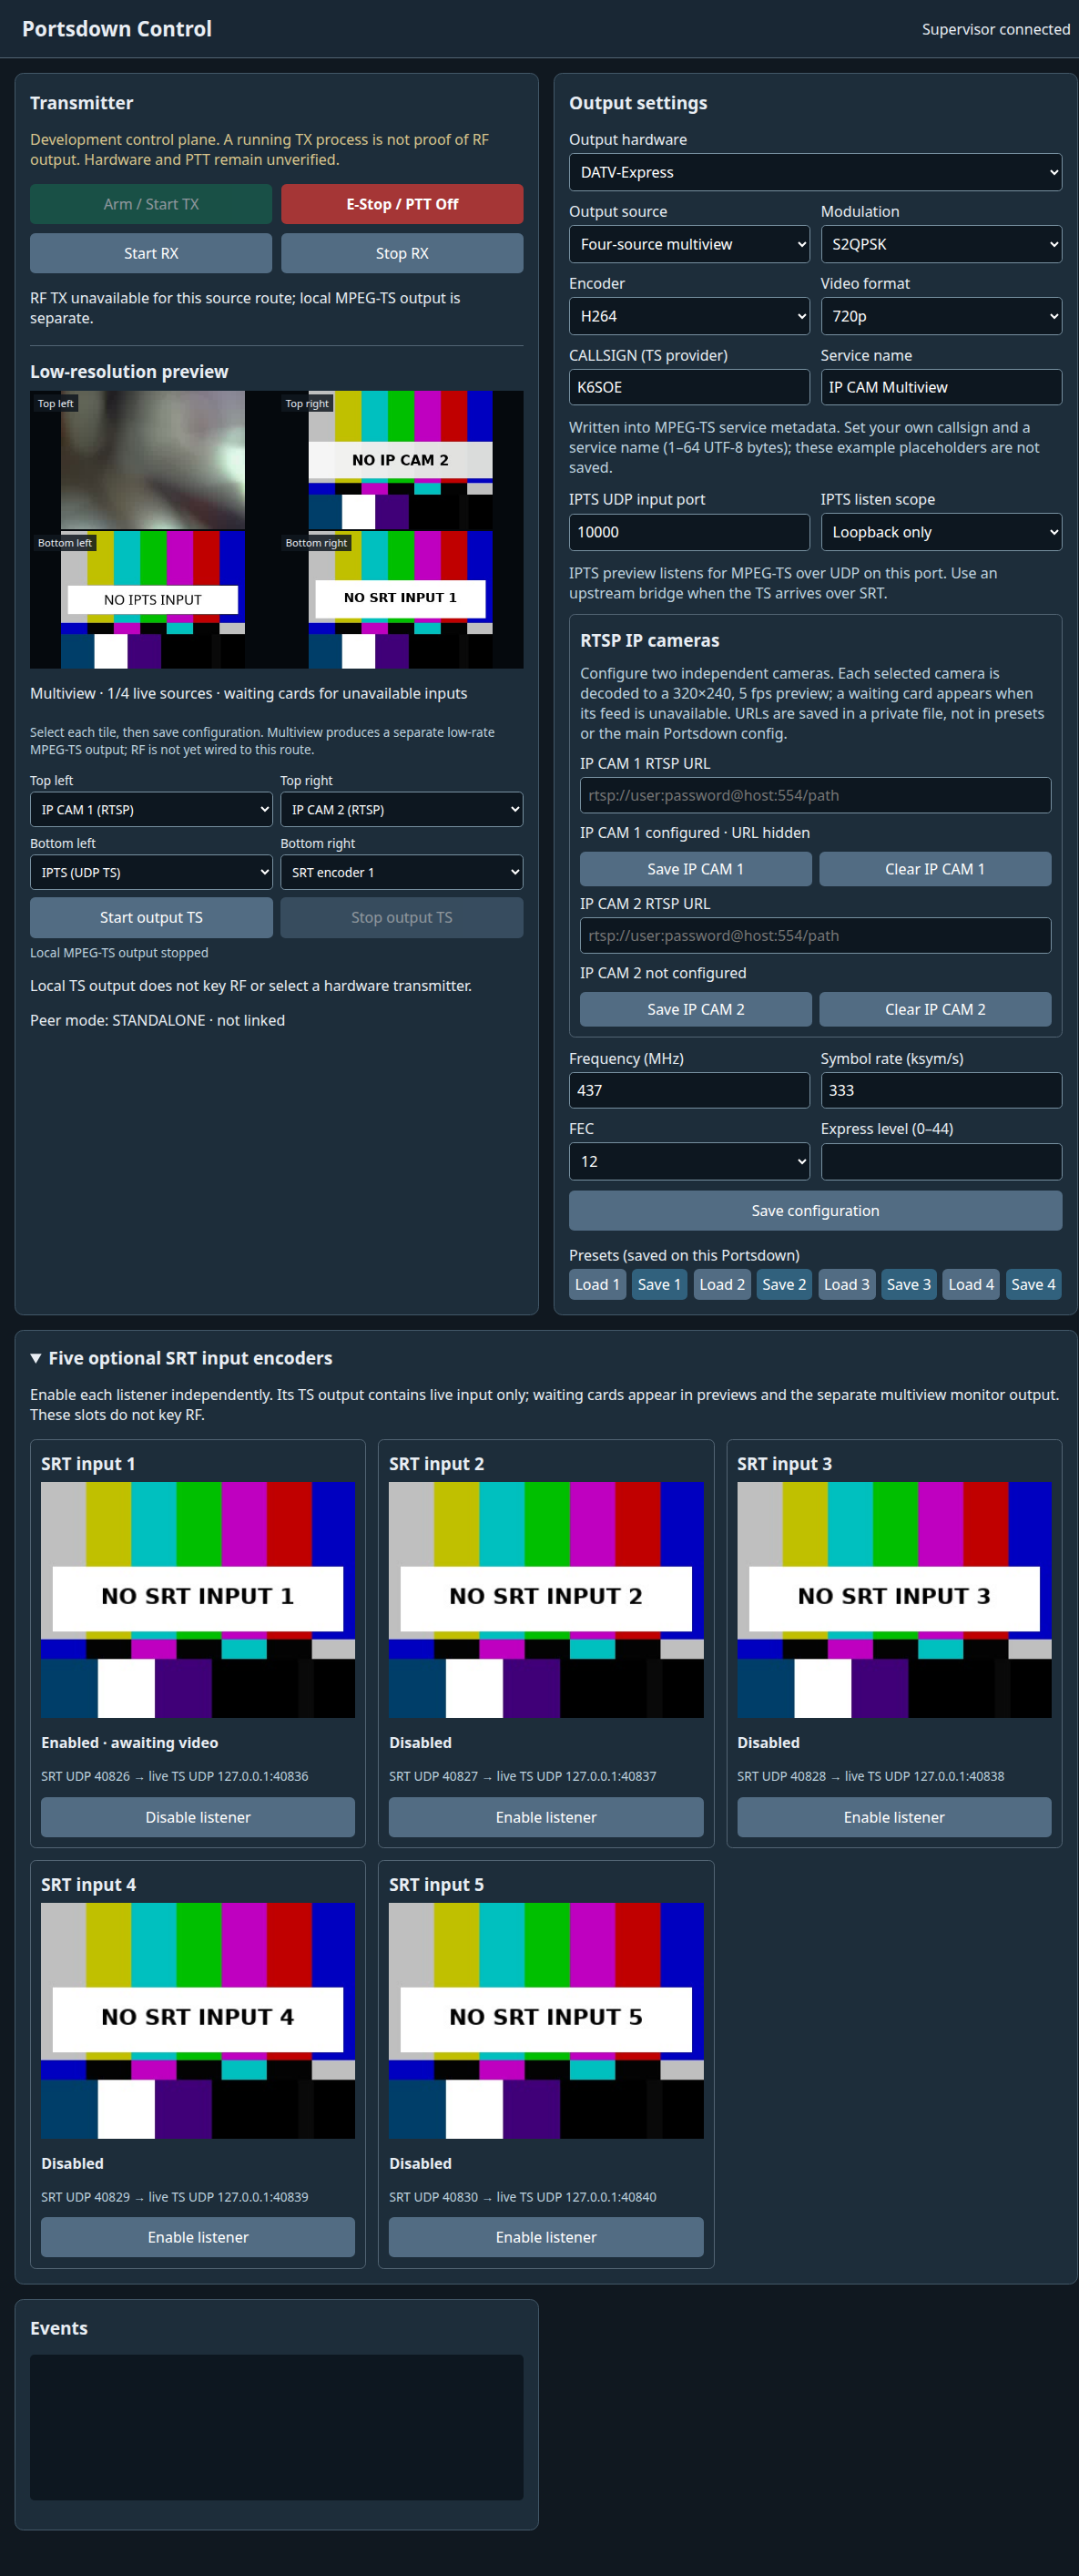 Portsdown Control
Supervisor connected
Transmitter
Development control plane. A running TX process is not proof of RF
output. Hardware and PTT remain unverified.
Arm / Start TX
E-Stop / PTT Off
Start RX
Stop RX
RF TX unavailable for this source route; local MPEG-TS output is
separate.
Low-resolution preview
Top left
Top right
NO IP CAM 2
Bottom left
NO IPTS INPUT
Bottom right
NO SRT INPUT 1
Multiview · 1/4 live sources · waiting cards for unavailable inputs
Select each tile, then save configuration. Multiview produces a separate low-rate
MPEG-TS output; RF is not yet wired to this route.
Top left
Top right
IP CAM 1 (RTSP)
IP CAM 2 (RTSP)
Bottom left
Bottom right
IPTS (UDP TS)
SRT encoder 1
Start output TS
Stop output TS
Local MPEG-TS output stopped
Local TS output does not key RF or select a hardware transmitter.
Peer mode: STANDALONE · not linked
Output settings
Output hardware
DATV-Express
Output source
Modulation
Four-source multiview
S2QPSK
Encoder
Video format
H264
720p
CALLSIGN (TS provider)
Service name
K6SOE
IP CAM Multiview
Written into MPEG-TS service metadata. Set your own callsign and a
service name (1–64 UTF-8 bytes); these example placeholders are not
saved.
IPTS UDP input port
IPTS listen scope
10000
Loopback only
IPTS preview listens for MPEG-TS over UDP on this port. Use an
upstream bridge when the TS arrives over SRT.
RTSP IP cameras
Configure two independent cameras. Each selected camera is
decoded to a 320×240, 5 fps preview; a waiting card appears when
its feed is unavailable. URLs are saved in a private file, not in presets
or the main Portsdown config.
IP CAM 1 RTSP URL
rtsp://user:password@host:554/path
IP CAM 1 configured · URL hidden
Save IP CAM 1
Clear IP CAM 1
IP CAM 2 RTSP URL
rtsp://user:password@host:554/path
IP CAM 2 not configured
Save IP CAM 2
Clear IP CAM 2
Frequency (MHz)
Symbol rate (ksym/s)
437
333
FEC
Express level (0–44)
12
Save configuration
Presets (saved on this Portsdown)
Load 1
Save 1
Load 2
Save 2
Load 3
Save 3
Load 4
Save 4
▼ Five optional SRT input encoders
Enable each listener independently. Its TS output contains live input only; waiting cards appear in previews and the separate multiview monitor output.
These slots do not key RF.
SRT input 1
NO SRT INPUT 1
Enabled · awaiting video
SRT UDP 40826 → live TS UDP 127.0.0.1:40836
Disable listener
SRT input 2
NO SRT INPUT 2
Disabled
SRT UDP 40827 → live TS UDP 127.0.0.1:40837
Enable listener
SRT input 3
NO SRT INPUT 3
Disabled
SRT UDP 40828 → live TS UDP 127.0.0.1:40838
Enable listener
SRT input 4
NO SRT INPUT 4
Disabled
SRT UDP 40829 → live TS UDP 127.0.0.1:40839
Enable listener
SRT input 5
NO SRT INPUT 5
Disabled
SRT UDP 40830 → live TS UDP 127.0.0.1:40840
Enable listener
Events